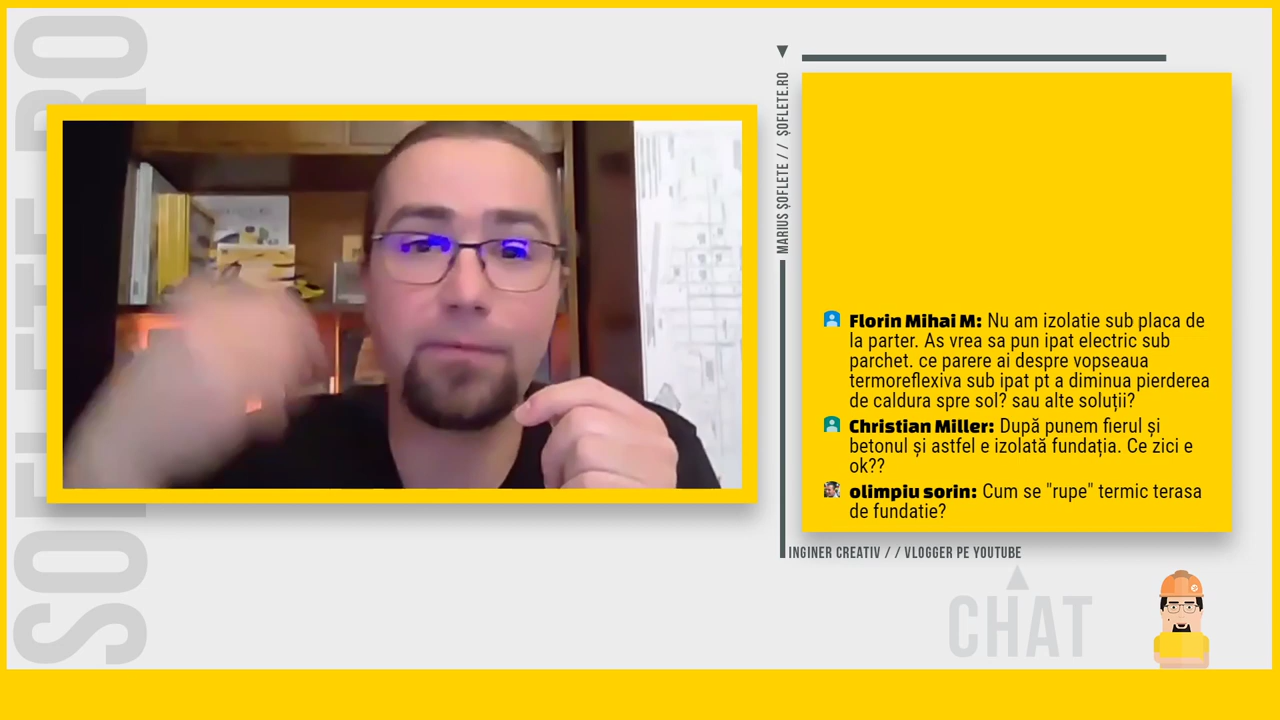 SOFLETE RO
MARIUS ȘOFLETE // ȘOFLETE.RO
Florin Mihai M: Nu am izolatie sub placa de
la parter. As vrea sa pun ipat electric sub
parchet. ce parere ai despre vopseaua
termoreflexiva sub ipat pt a diminua pierderea
de caldura spre sol? sau alte soluții?
Christian Miller: După punem fierul și
betonul și astfel e izolată fundația. Ce zici e
ok??
olimpiu sorin: Cum se "rupe" termic terasa
de fundatie?
INGINER CREATIV // VLOGGER PE YOUTUBE
CHAT